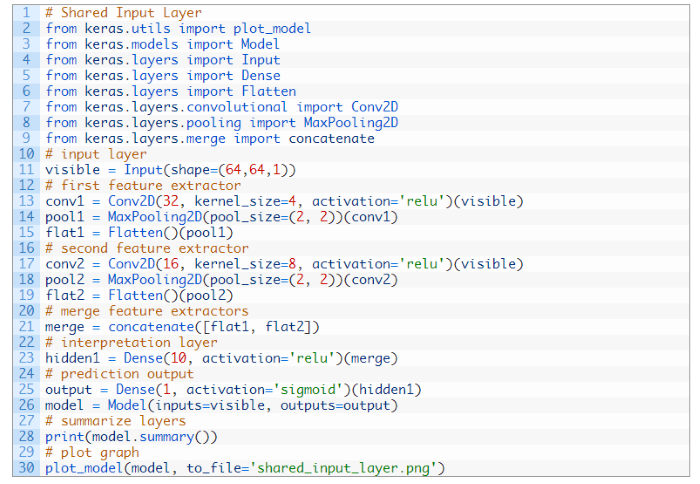 1 # Shared Input Layer
2 from keras.utils import plot_model
3 from keras.models import Model
4 from keras.layers import Input
5 from keras.layers import Dense
6 from keras.layers import Flatten
7 from keras.layers.convolutional import Conv2D
8 from keras.layers.pooling import MaxPooling2D
9 from keras.layers.merge import concatenate
10 # input layer
11 visible = Input(shape=(64,64,1))
12 # first feature extractor
13 conv1 = Conv2D(32, kernel_size=4, activation='relu')(visible)
14 pool1 = MaxPooling2D(pool_size=(2, 2))(conv1)
15 flat1 = Flatten()(pool1)
16 # second feature extractor
17 conv2 = Conv2D(16, kernel_size=8, activation='relu')(visible)
18 pool2 = MaxPooling2D(pool_size=(2, 2))(conv2)
19 flat2 = Flatten()(pool2)
20 # merge feature extractors
21 merge = concatenate([flat1, flat2])
22 # interpretation layer
23 hidden1 = Dense(10, activation='relu')(merge)
24 # prediction output
25 output = Dense(1, activation='sigmoid')(hidden1)
26 model = Model(inputs=visible, outputs=output)
27 # summarize layers
28 print(model.summary())
29 # plot graph
30 plot_model(model, to_file='shared_input_layer.png')